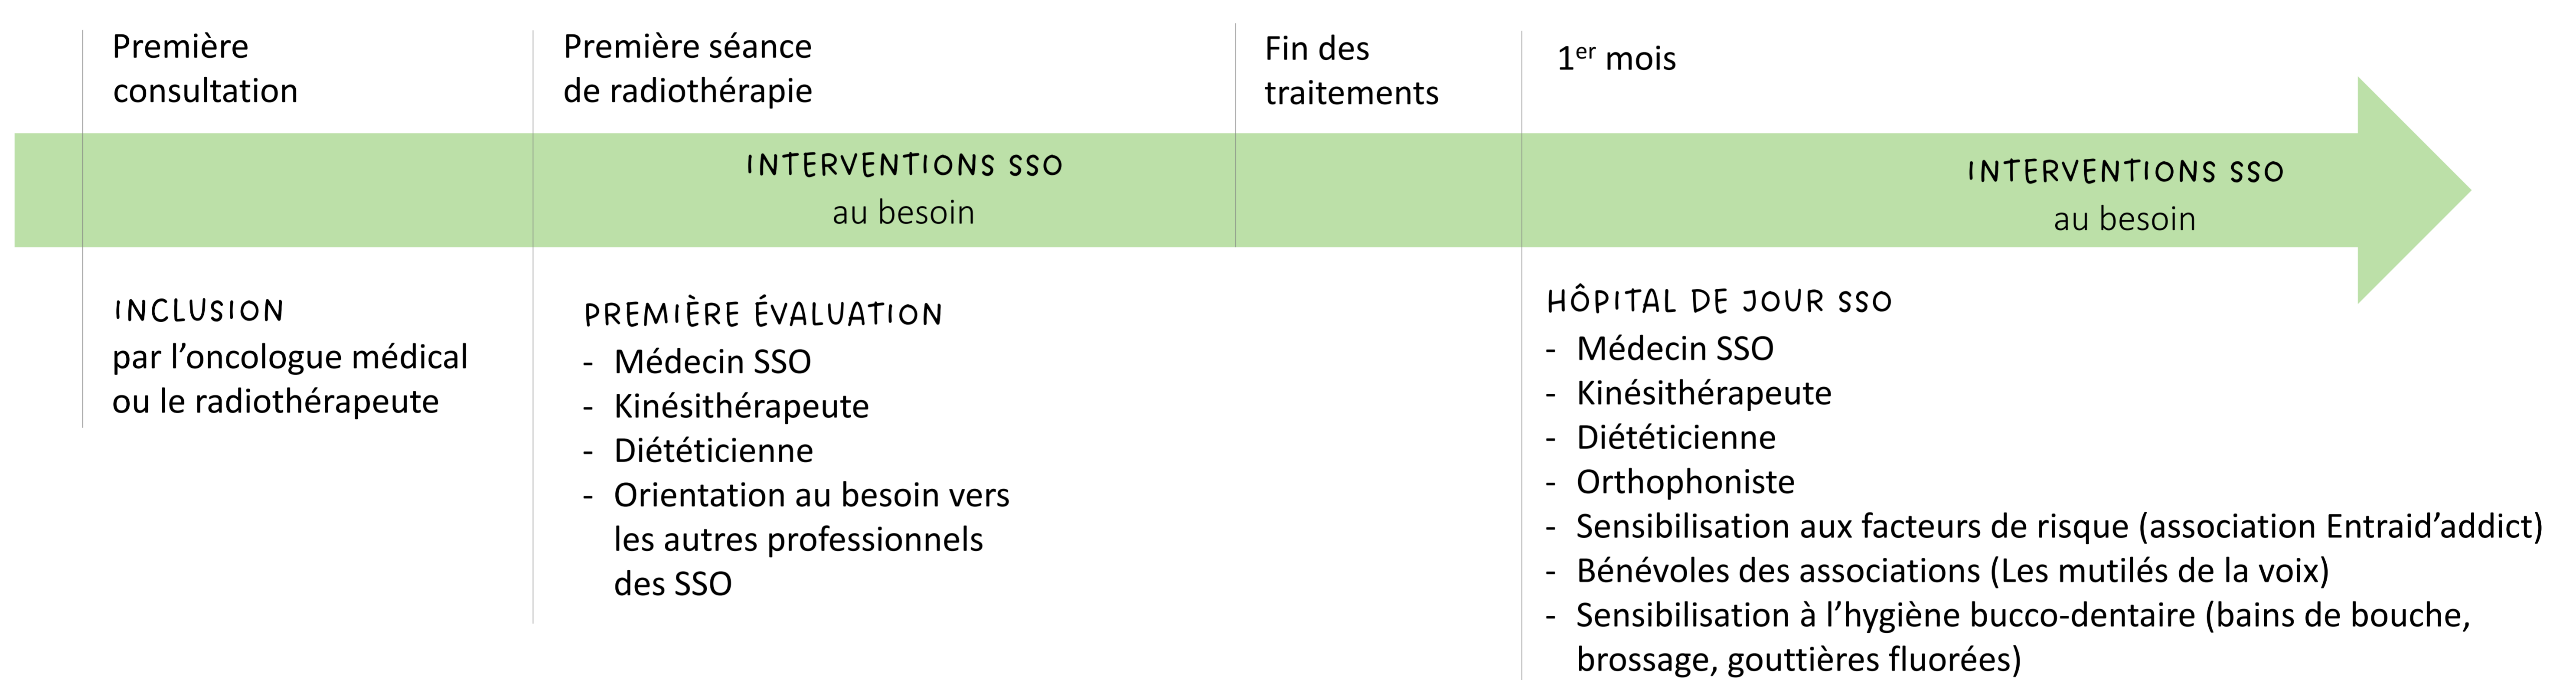 Première
consultation
Première séance
de radiothérapie
Fin des
traitements
1er mois
INTERVENTIONS SSO
au besoin
INTERVENTIONS SSO
au besoin
INCLUSION
par l’oncologue médical
ou le radiothérapeute
PREMIÈRE ÉVALUATION
- Médecin SSO
- Kinésithérapeute
- Diététicienne
- Orientation au besoin vers
les autres professionnels
des SSO
HÔPITAL DE JOUR SSO
- Médecin SSO
- Kinésithérapeute
- Diététicienne
- Orthophoniste
- Sensibilisation aux facteurs de risque (association Entraid’addict)
- Bénévoles des associations (Les mutilés de la voix)
- Sensibilisation à l’hygiène bucco-dentaire (bains de bouche,
brossage, gouttières fluorées)